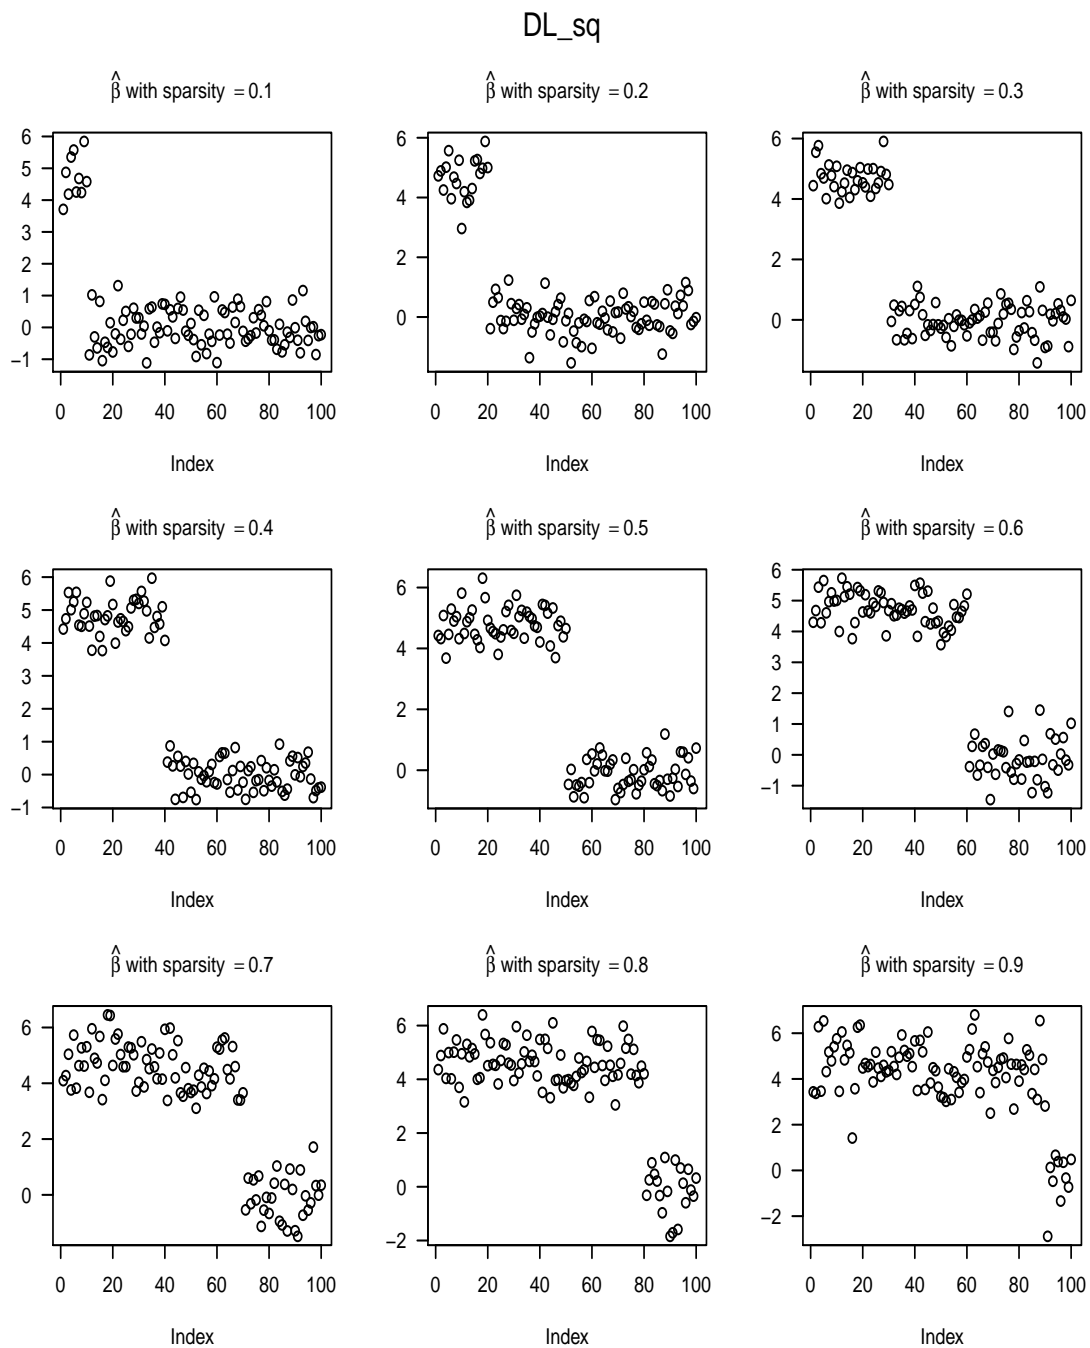 DL_sq
β̂ with sparsity = 0.1
β̂ with sparsity = 0.2
β̂ with sparsity = 0.3
6
5
4
3
2
1
0
−1
0 20 40 60 80 100
Index
6
4
2
0
0 20 40 60 80 100
Index
6
4
2
0
0 20 40 60 80 100
Index
β̂ with sparsity = 0.4
β̂ with sparsity = 0.5
β̂ with sparsity = 0.6
6
5
4
3
2
1
0
−1
0 20 40 60 80 100
Index
6
4
2
0
0 20 40 60 80 100
Index
6
5
4
3
2
1
0
−1
0 20 40 60 80 100
Index
β̂ with sparsity = 0.7
β̂ with sparsity = 0.8
β̂ with sparsity = 0.9
6
4
2
0
0 20 40 60 80 100
Index
6
4
2
0
−2
0 20 40 60 80 100
Index
6
4
2
0
−2
0 20 40 60 80 100
Index